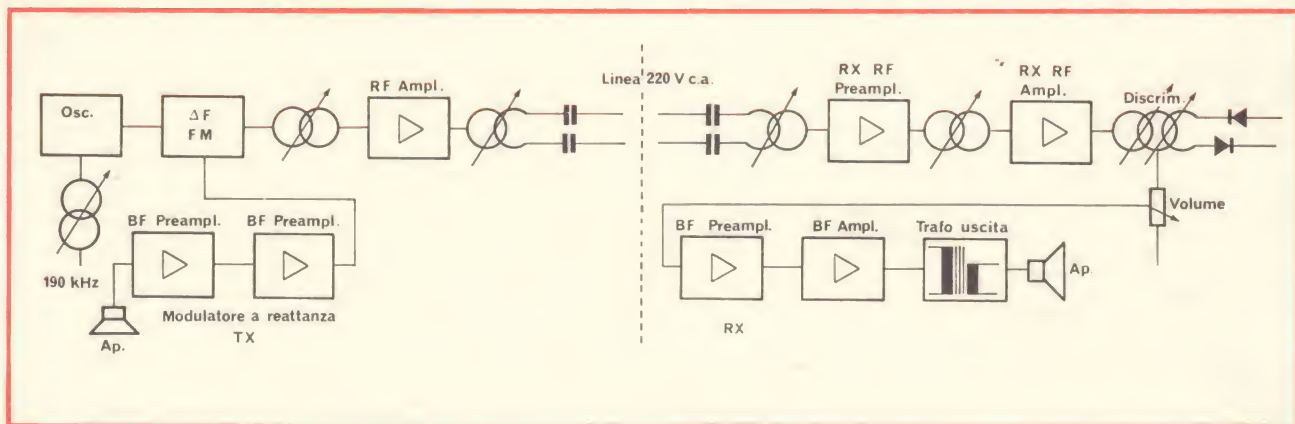 Osc.
ΔF
FM
RF Ampl.
Linea 220 V c.a.
RX RF
Preampl.
RX RF
Ampl.
Discrim.
Volume
190 kHz
BF Preampl.
BF Preampl.
Ap.
Modulatore a reattanza
TX
BF Preampl.
BF Ampl.
Trafo uscita
Ap.
RX